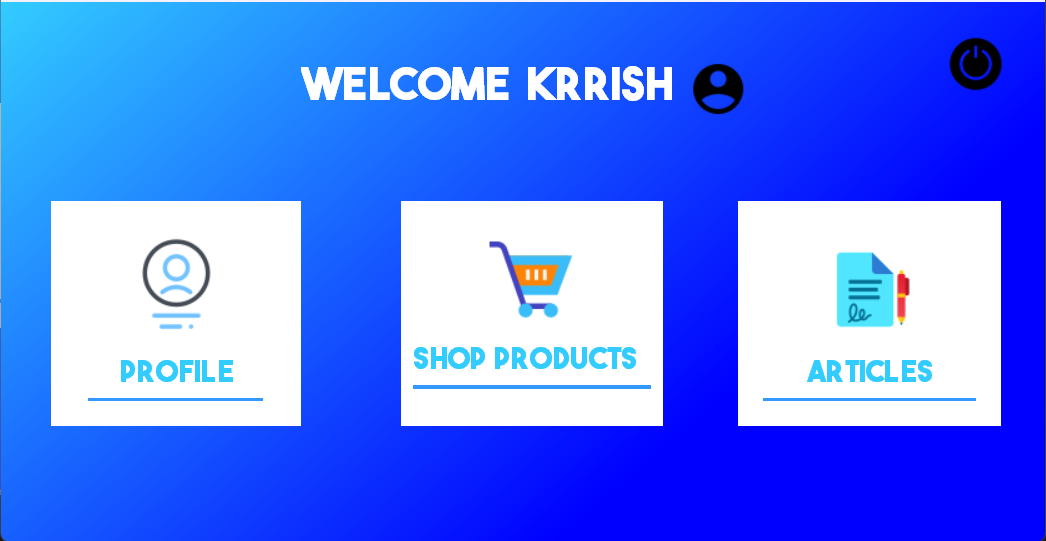 WELCOME KRRISH
PROFILE
SHOP PRODUCTS
ARTICLES